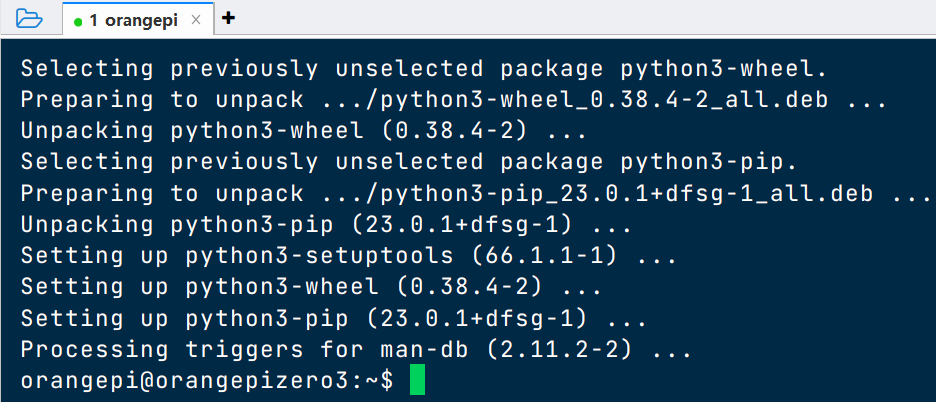 1 orangepi
Selecting previously unselected package python3-wheel.
Preparing to unpack .../python3-wheel_0.38.4-2_all.deb ...
Unpacking python3-wheel (0.38.4-2) ...
Selecting previously unselected package python3-pip.
Preparing to unpack .../python3-pip_23.0.1+dfsg-1_all.deb ...
Unpacking python3-pip (23.0.1+dfsg-1) ...
Setting up python3-setuptools (66.1.1-1) ...
Setting up python3-wheel (0.38.4-2) ...
Setting up python3-pip (23.0.1+dfsg-1) ...
Processing triggers for man-db (2.11.2-2) ...
orangepi@orangepizero3:~$